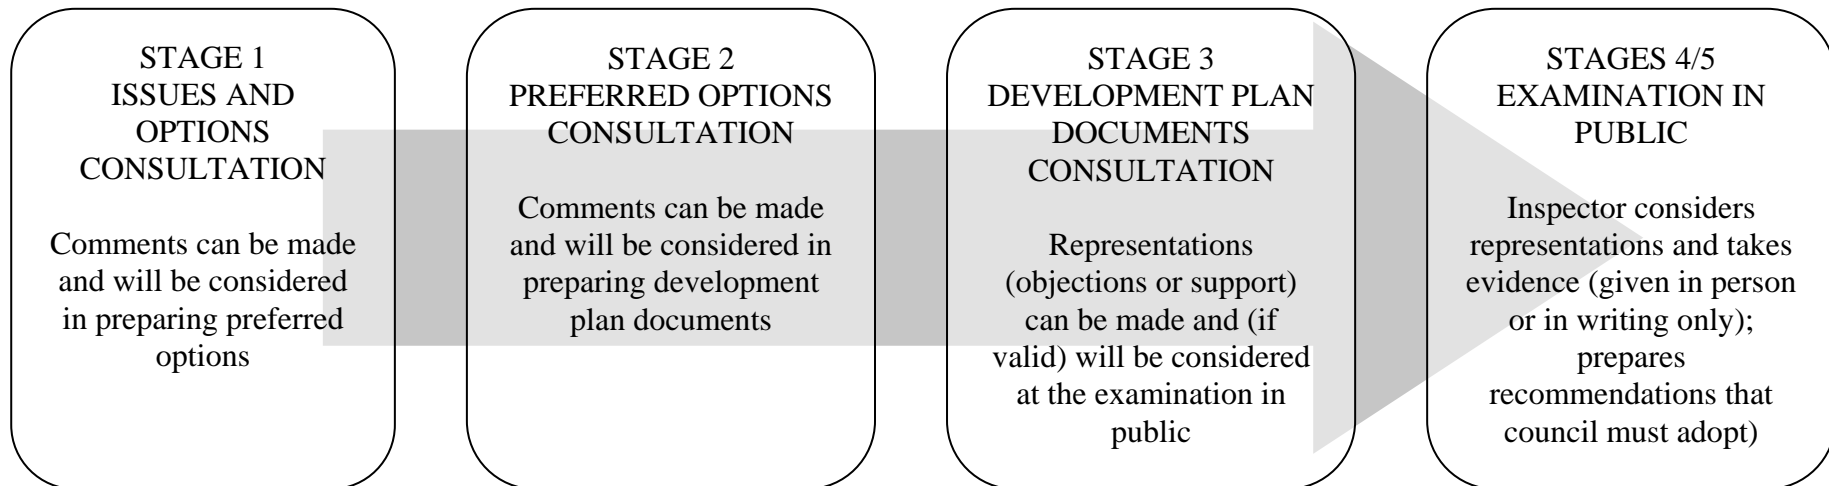 STAGE 1
ISSUES AND
OPTIONS
CONSULTATION
Comments can be made
and will be considered
in preparing preferred
options
STAGE 2
PREFERRED OPTIONS
CONSULTATION
Comments can be made
and will be considered in
preparing development
plan documents
STAGE 3
DEVELOPMENT PLAN
DOCUMENTS
CONSULTATION
Representations
(objections or support)
can be made and (if
valid) will be considered
at the examination in
public
STAGES 4/5
EXAMINATION IN
PUBLIC
Inspector considers
representations and takes
evidence (given in person
or in writing only);
prepares
recommendations that
council must adopt)